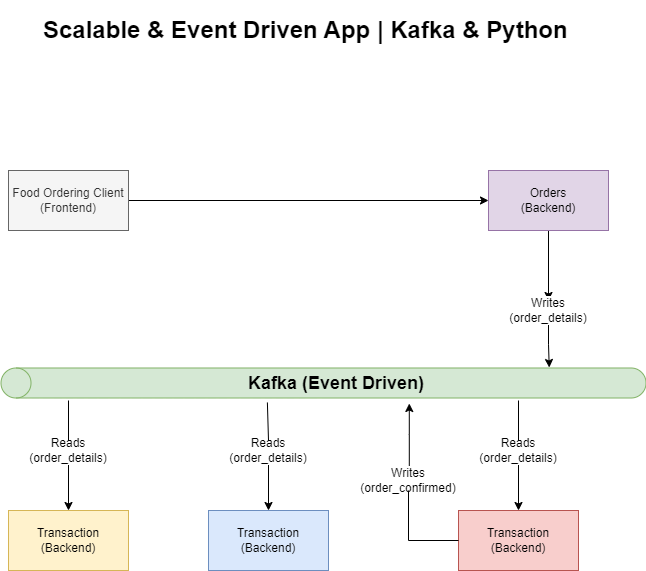 Scalable & Event Driven App | Kafka & Python
Food Ordering Client
(Frontend)
Orders
(Backend)
Writes
(order_details)
Kafka (Event Driven)
Reads
(order_details)
Reads
(order_details)
Writes
(order_confirmed)
Reads
(order_details)
Transaction
(Backend)
Transaction
(Backend)
Transaction
(Backend)